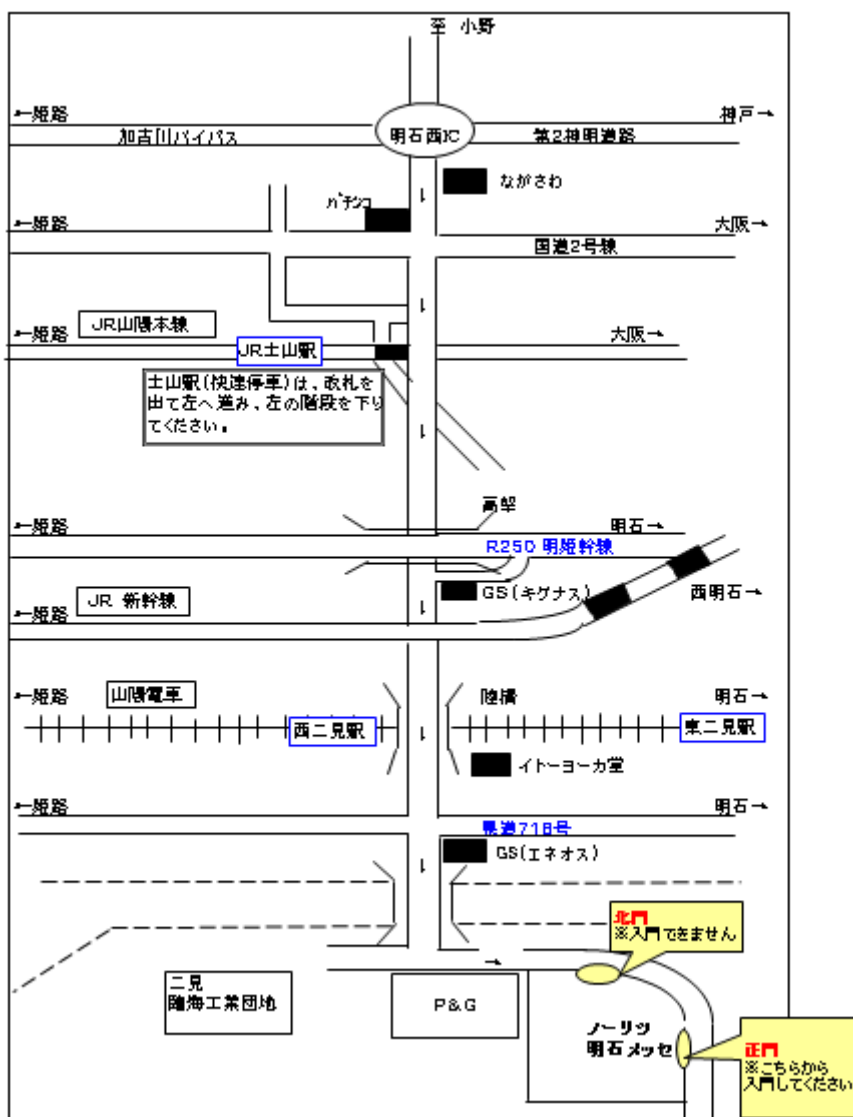 至 小野
←姫路
神戸→
加古川バイパス
明石西IC
第2神明道路
ながさわ
パチンコ
←姫路
大阪→
国道2号線
JR山陽本線
←姫路
大阪→
JR土山駅
土山駅(快速停車)は、改札を
出て左へ進み、左の階段を下り
てください。
高架
←姫路
明石→
R250 明姫幹線
JR 新幹線
GS(キグナス)
西明石→
←姫路
←姫路
山陽電車
陸橋
明石→
西二見駅
東二見駅
イトーヨーカ堂
←姫路
明石→
県道718号
GS(エネオス)
北門
※入門できません
二見
臨海工業団地
P&G
ノーリツ
明石メッセ
正門
※こちらから
入門してください